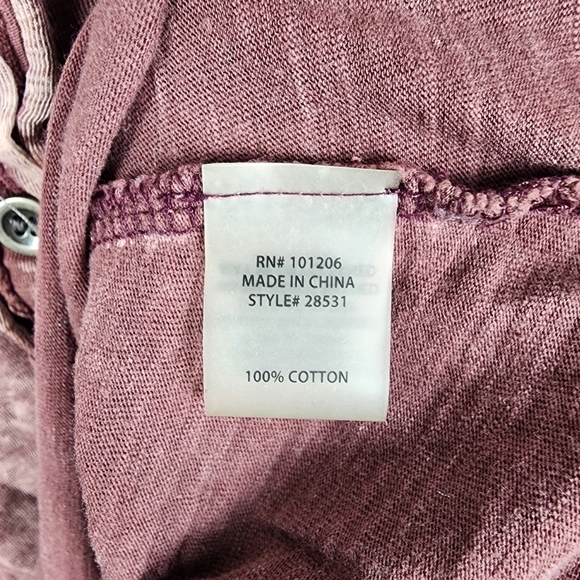 RN# 101206
MADE IN CHINA
STYLE# 28531
100% COTTON